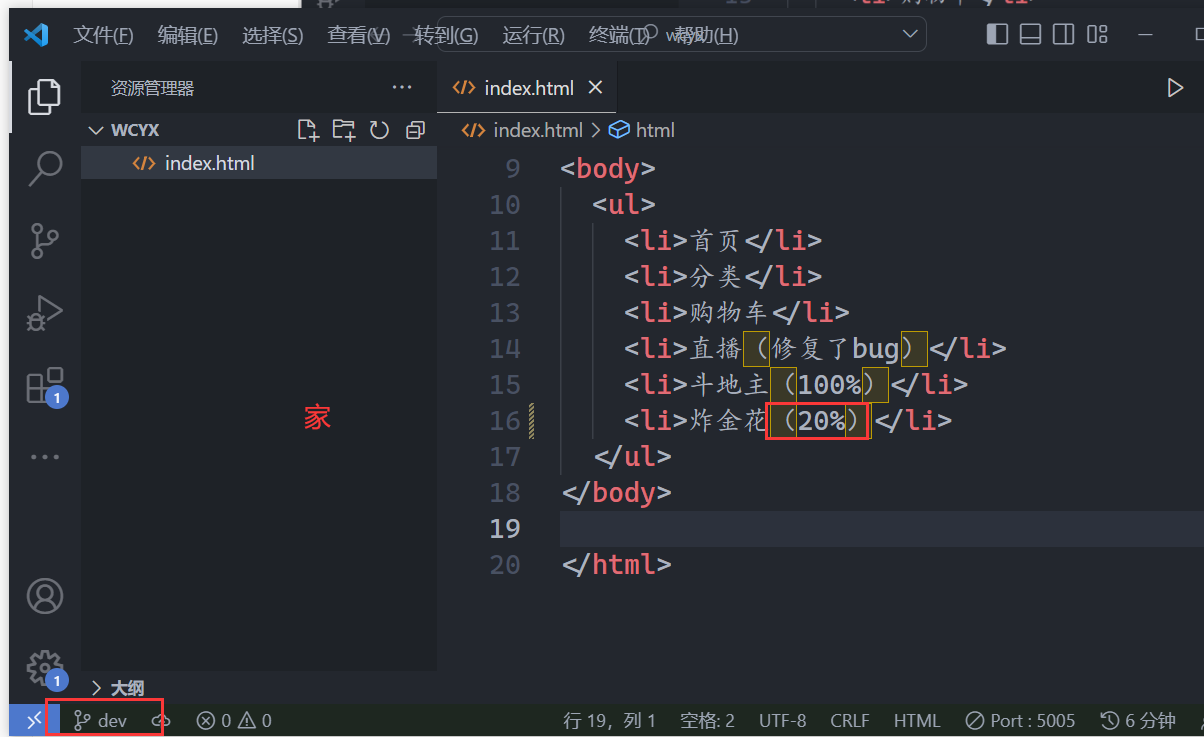 文件(F) 编辑(E) 选择(S) 查看(V) 转到(G) 运行(R) 终端(T) 帮助(H)
资源管理器 ···
index.html
WCYX
index.html > html
index.html
9 <body>
10 <ul>
11 <li>首页</li>
12 <li>分类</li>
13 <li>购物车</li>
14 <li>直播（修复了bug）</li>
15 <li>斗地主（100%）</li>
16 <li>炸金花（20%）</li>
17 </ul>
18 </body>
19
20 </html>
家
1
1
大纲
dev 0 0 行 19，列 1 空格: 2 UTF-8 CRLF HTML Port : 5005 6 分钟